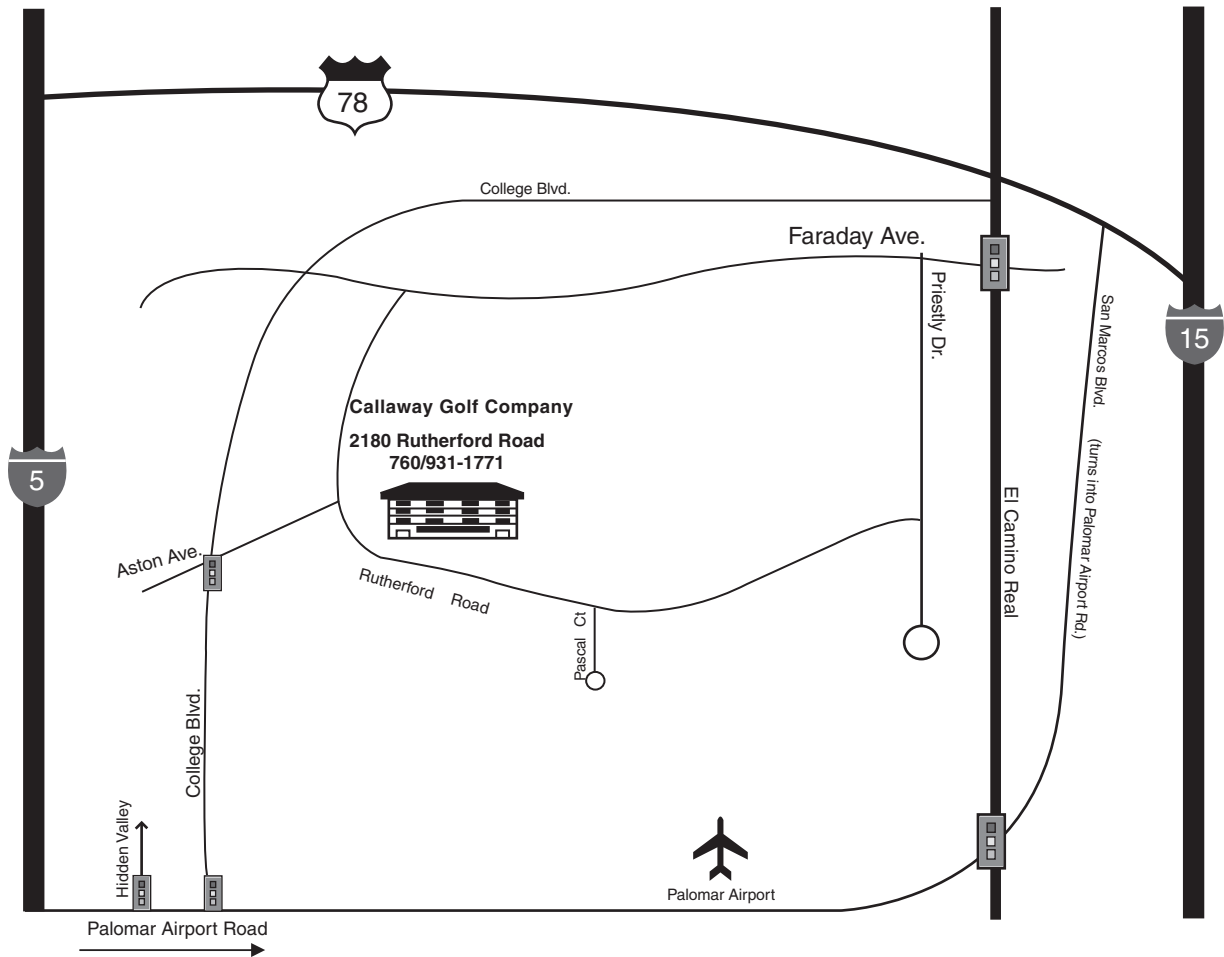 78
College Blvd.
Faraday Ave.
Priestly Dr.
San Marcos Blvd. (turns into Palomar Airport Rd.)
15
Callaway Golf Company
2180 Rutherford Road
760/931-1771
5
El Camino Real
Aston Ave.
Rutherford Road
Pascal Ct
College Blvd.
Hidden Valley
Palomar Airport
Palomar Airport Road